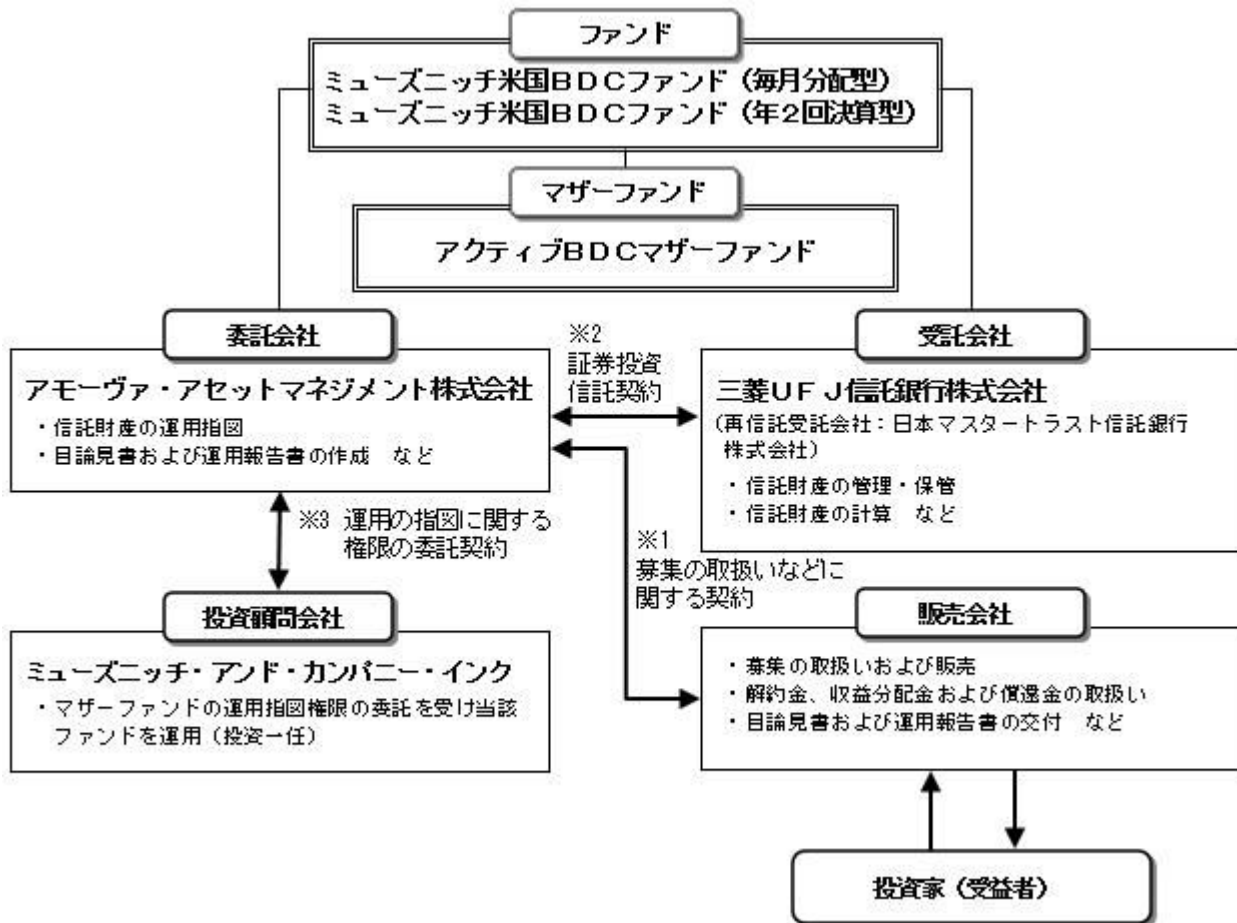 ファンド
ミューズニッチ米国BDCファンド(毎月分配型)
ミューズニッチ米国BDCファンド(年2回決算型)
マザーファンド
アクティブBDCマザーファンド
委託会社
アモーヴァ・アセットマネジメント株式会社
・信託財産の運用指図
・目論見書および運用報告書の作成 など
※2
証券投資
信託契約
受託会社
三菱UFJ信託銀行株式会社
(再信託受託会社:日本マスタートラスト信託銀行
株式会社)
・信託財産の管理・保管
・信託財産の計算 など
※3 運用の指図に関する
権限の委託契約
※1
募集の取扱いなどに
関する契約
投資顧問会社
ミューズニッチ・アンド・カンパニー・インク
・マザーファンドの運用指図権限の委託を受け当該
ファンドを運用(投資一任)
販売会社
・募集の取扱いおよび販売
・解約金、収益分配金および償還金の取扱い
・目論見書および運用報告書の交付 など
投資家(受益者)